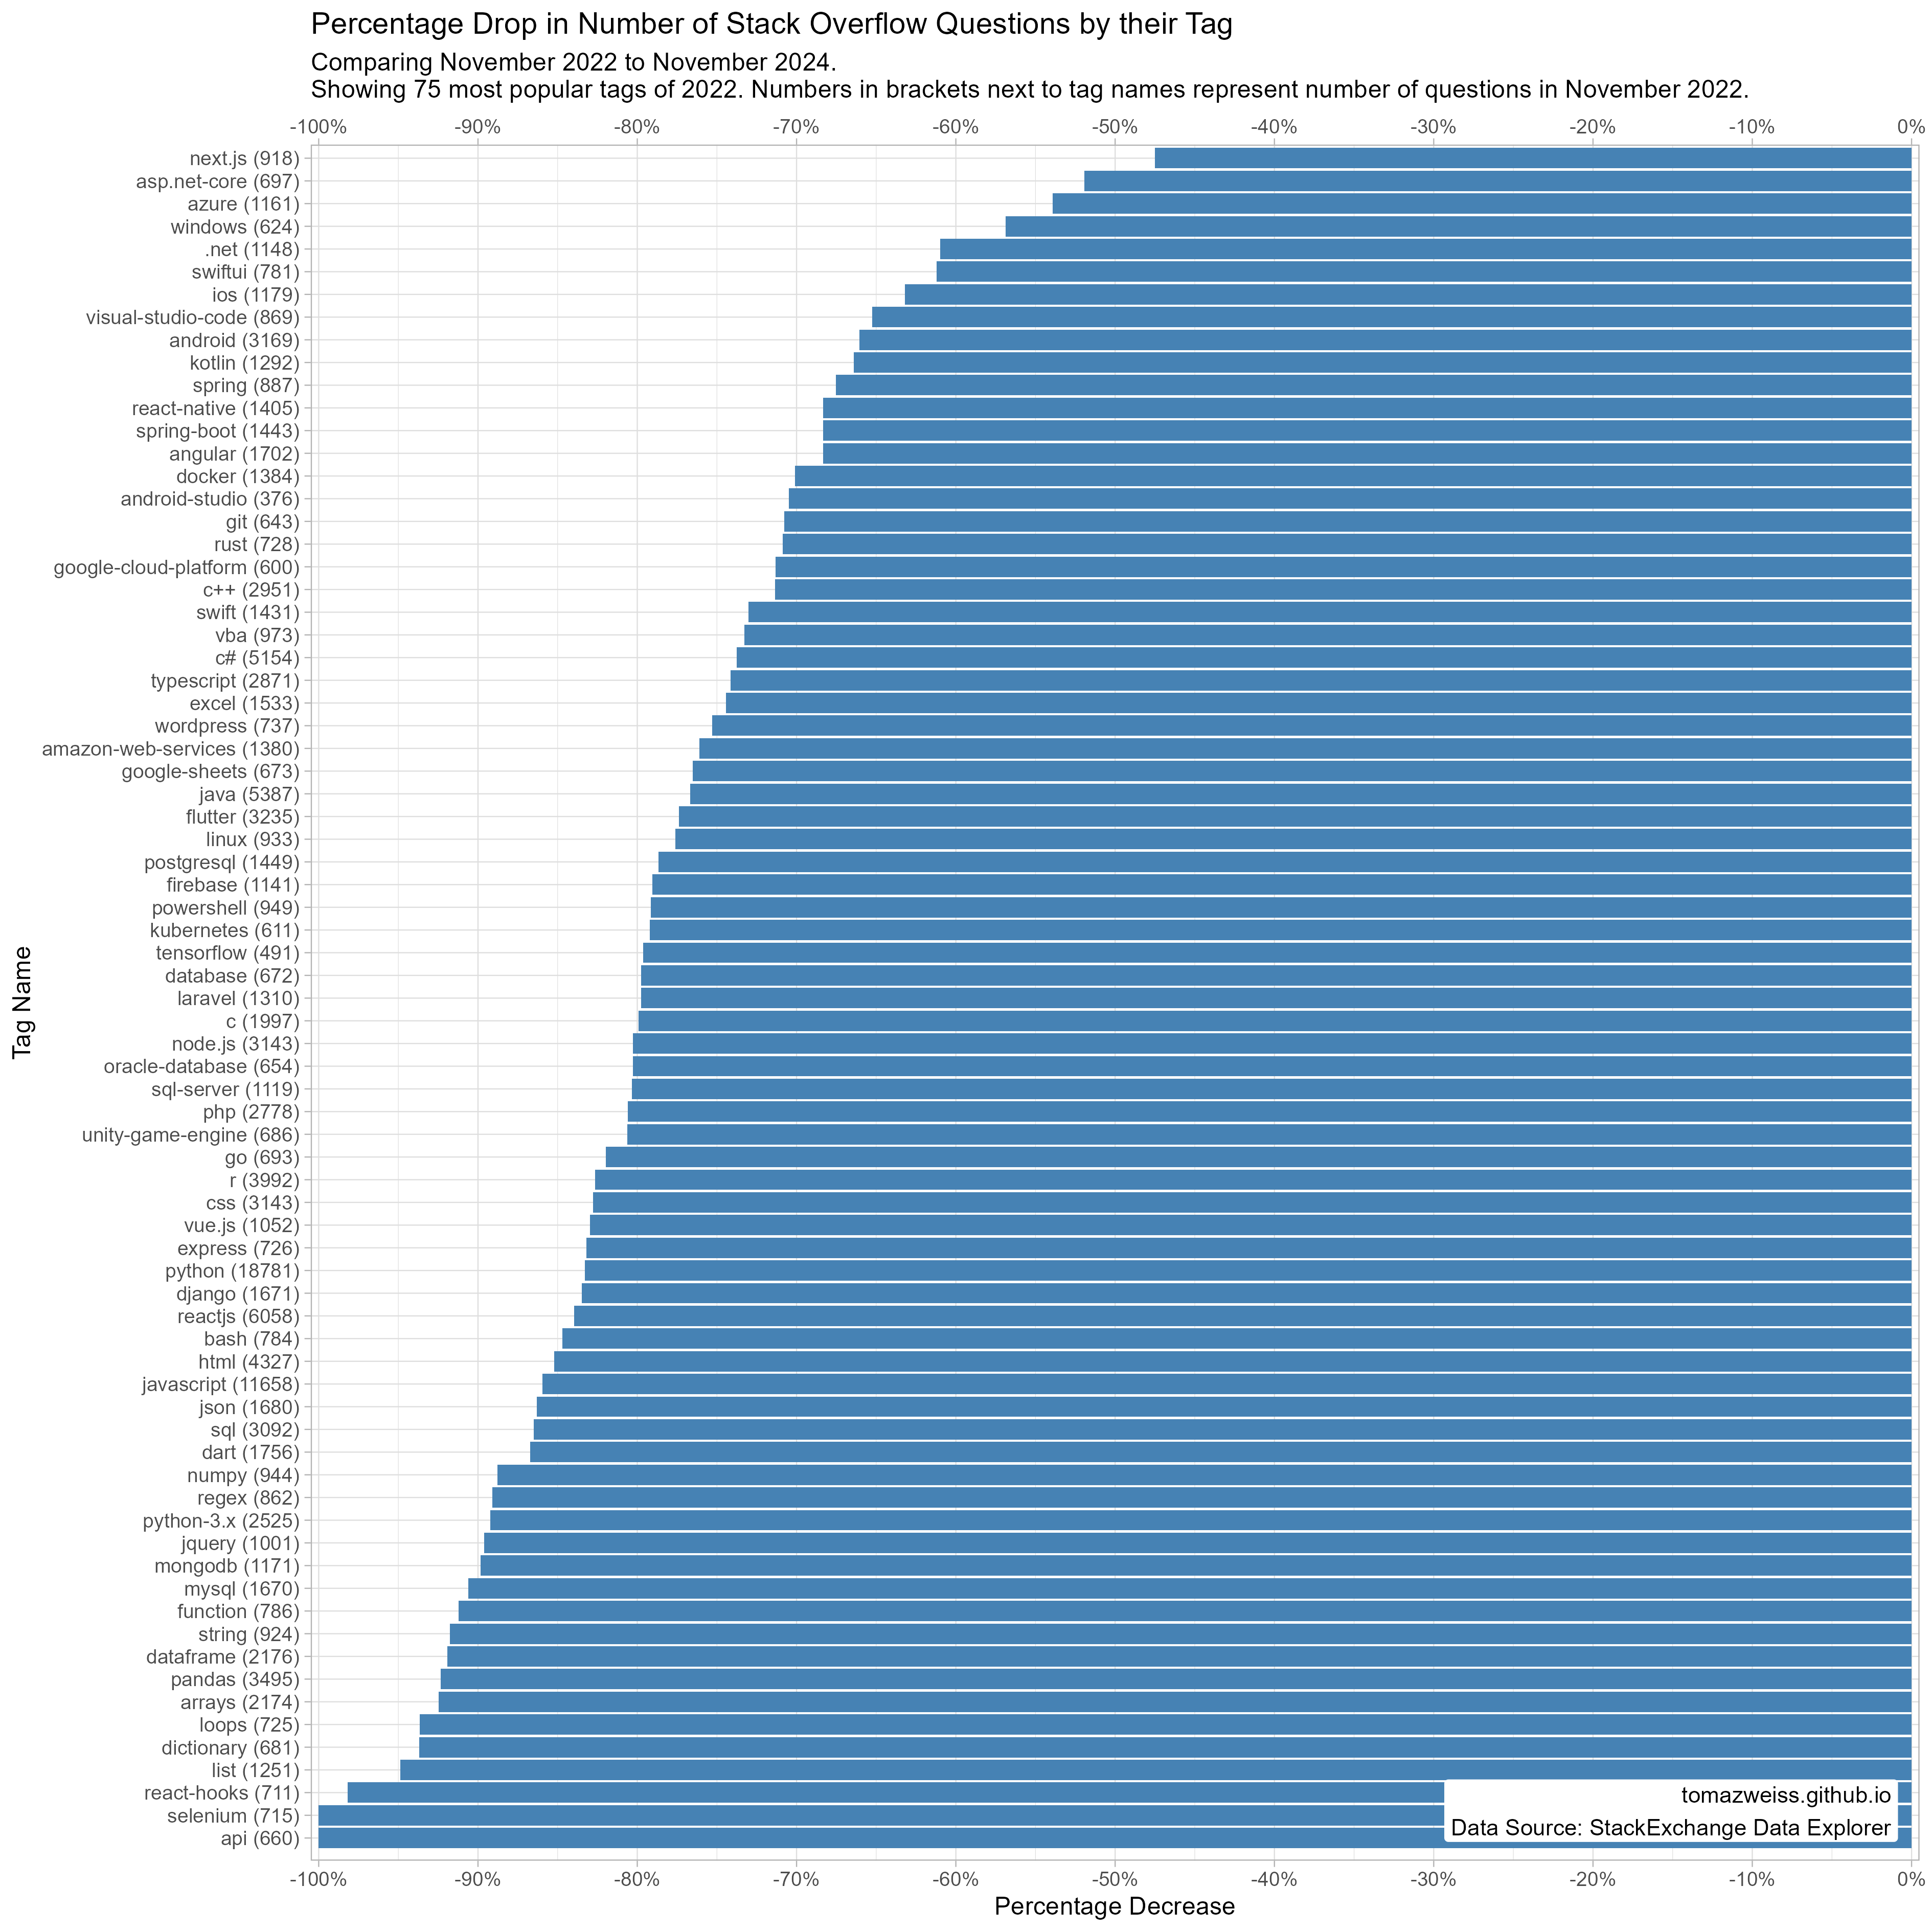 Percentage Drop in Number of Stack Overflow Questions by their Tag
Comparing November 2022 to November 2024.
Showing 75 most popular tags of 2022. Numbers in brackets next to tag names represent number of questions in November 2022.
-100% -90% -80% -70% -60% -50% -40% -30% -20% -10% 0%
Tag Name
next.js (918)
asp.net-core (697)
azure (1161)
windows (624)
.net (1148)
swiftui (781)
ios (1179)
visual-studio-code (869)
android (3169)
kotlin (1292)
spring (887)
react-native (1405)
spring-boot (1443)
angular (1702)
docker (1384)
android-studio (376)
git (643)
rust (728)
google-cloud-platform (600)
c++ (2951)
swift (1431)
vba (973)
c# (5154)
typescript (2871)
excel (1533)
wordpress (737)
amazon-web-services (1380)
google-sheets (673)
java (5387)
flutter (3235)
linux (933)
postgresql (1449)
firebase (1141)
powershell (949)
kubernetes (611)
tensorflow (491)
database (672)
laravel (1310)
c (1997)
node.js (3143)
oracle-database (654)
sql-server (1119)
php (2778)
unity-game-engine (686)
go (693)
r (3992)
css (3143)
vue.js (1052)
express (726)
python (18781)
django (1671)
reactjs (6058)
bash (784)
html (4327)
javascript (11658)
json (1680)
sql (3092)
dart (1756)
numpy (944)
regex (862)
python-3.x (2525)
jquery (1001)
mongodb (1171)
mysql (1670)
function (786)
string (924)
dataframe (2176)
pandas (3495)
arrays (2174)
loops (725)
dictionary (681)
list (1251)
react-hooks (711)
selenium (715)
api (660)
tomazweiss.github.io
Data Source: StackExchange Data Explorer
-100% -90% -80% -70% -60% -50% -40% -30% -20% -10% 0%
Percentage Decrease